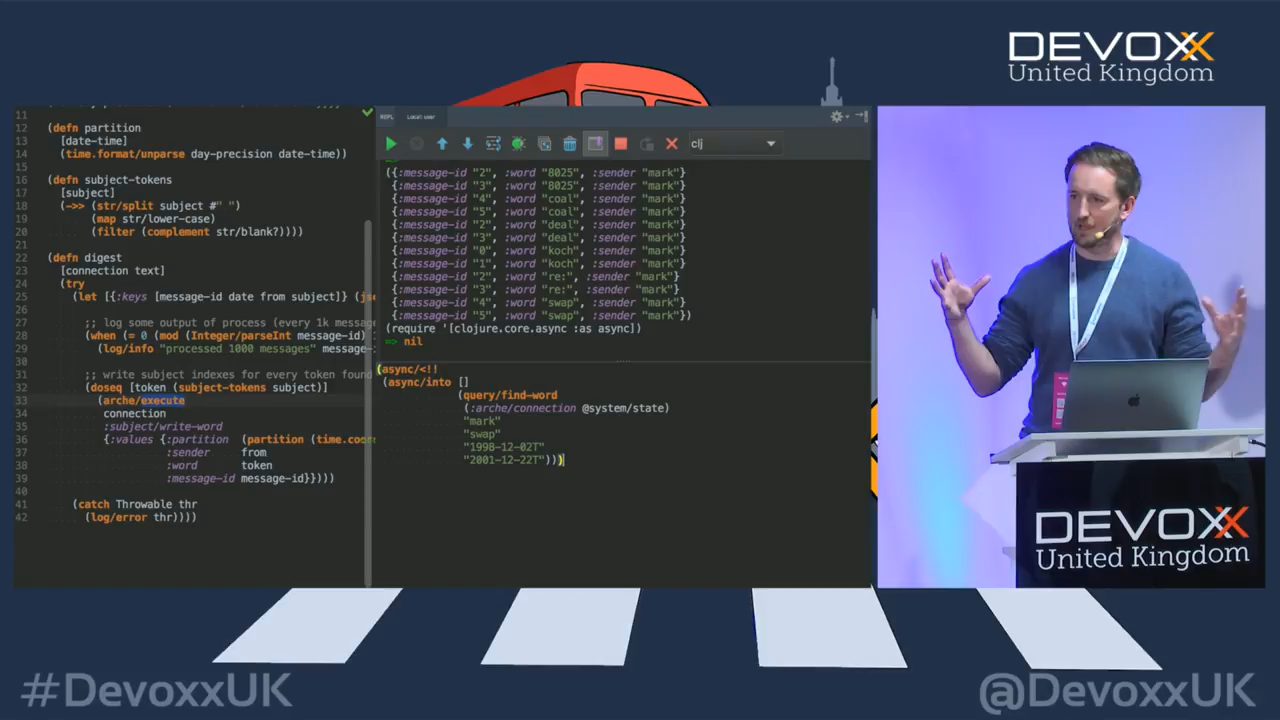 DEVOXX
United Kingdom
11
12 (defn partition
13 [date-time]
14 (time.format/unparse day-precision date-time))
15
16 (defn subject-tokens
17 [subject]
18 (->> (str/split subject #" ")
19 (map str/lower-case)
20 (filter (complement str/blank?))))
21
22 (defn digest
23 [connection text]
24 (try
25 (let [{:keys [message-id date from subject]} (js
26
27 ;; log some output of process (every 1k messag
28 (when (= 0 (mod (Integer/parseInt message-id)
29 (log/info "processed 1000 messages" message-
30
31 ;; write subject indexes for every token found
32 (doseq [token (subject-tokens subject)]
33 (arche/execute
34 connection
35 :subject/write-word
36 {:values {:partition (partition (time.coe
37 :sender from
38 :word token
39 :message-id message-id}})))
40
41 (catch Throwable thr
42 (log/error thr))))
REPL Local: user
clj
({:message-id "2", :word "8025", :sender "mark"}
{:message-id "3", :word "8025", :sender "mark"}
{:message-id "4", :word "coal", :sender "mark"}
{:message-id "5", :word "coal", :sender "mark"}
{:message-id "2", :word "deal", :sender "mark"}
{:message-id "3", :word "deal", :sender "mark"}
{:message-id "0", :word "koch", :sender "mark"}
{:message-id "1", :word "koch", :sender "mark"}
{:message-id "2", :word "re:", :sender "mark"}
{:message-id "3", :word "re:", :sender "mark"}
{:message-id "4", :word "swap", :sender "mark"}
{:message-id "5", :word "swap", :sender "mark"})
(require '[clojure.core.async :as async])
=> nil
(async/<!!
(async/into []
(query/find-word
(:arche/connection @system/state)
"mark"
"swap"
"1998-12-02T"
"2001-12-22T")))
DEVOXX
United Kingdom
#DevoxxUK
@DevoxxUK